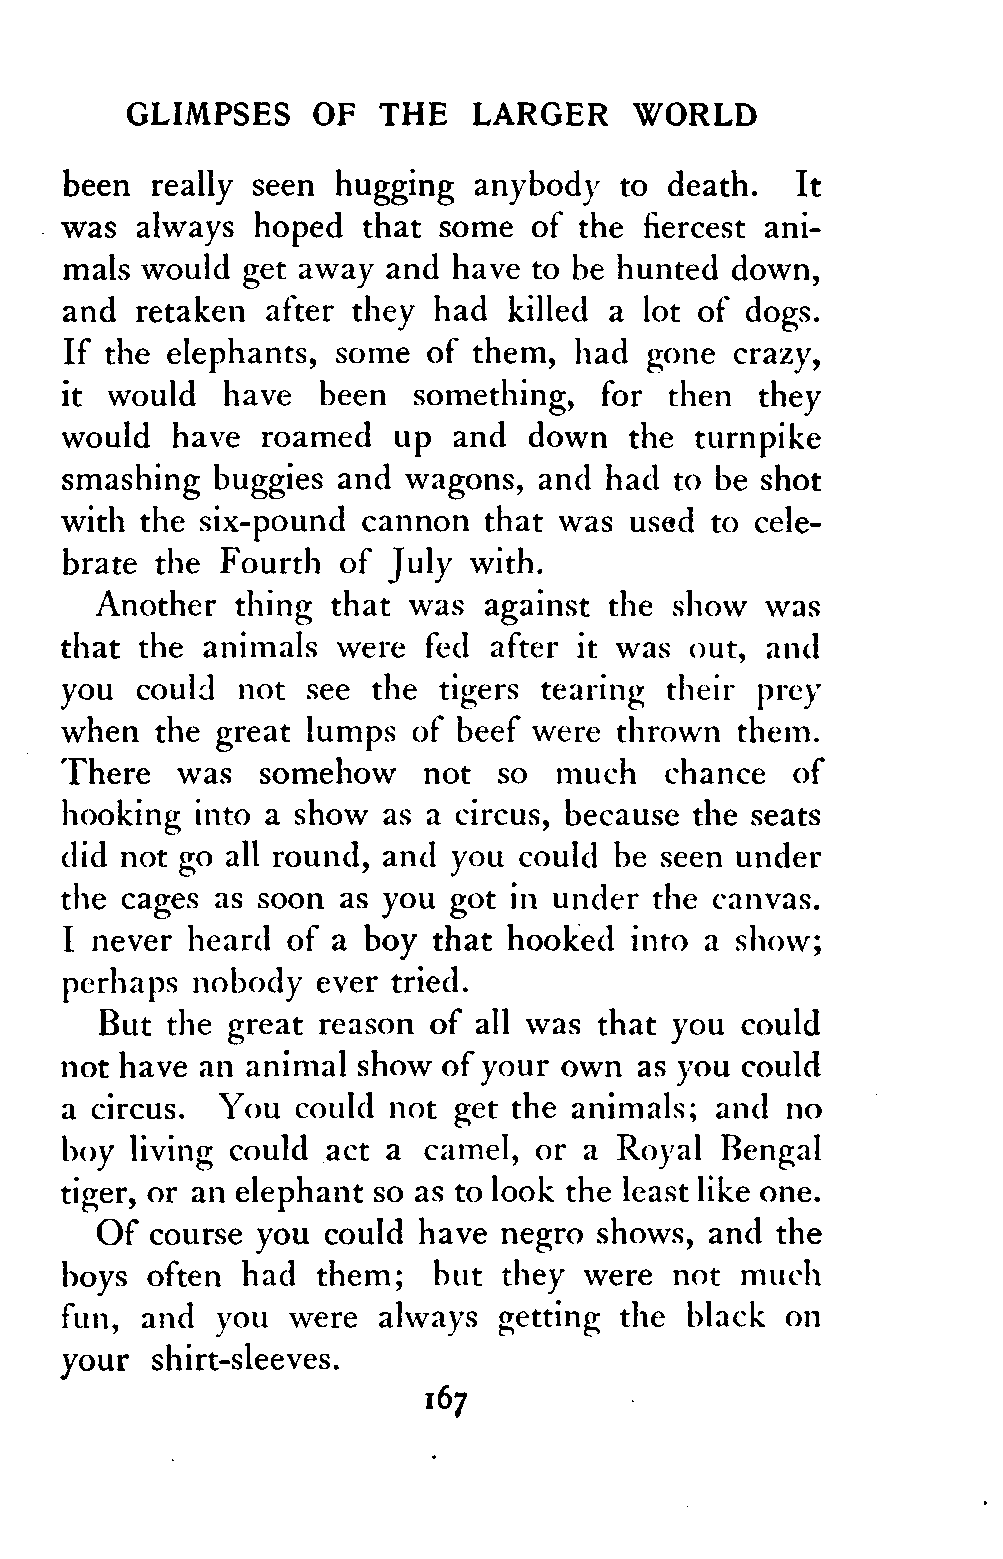 GLIMPSES OF THE LARGER WORLD
been really seen hugging anybody to death. It
was always hoped that some of the fiercest ani-
mals would get away and have to be hunted down,
and retaken after they had killed a lot of dogs.
If the elephants, some of them, had gone crazy,
it would have been something, for then they
would have roamed up and down the turnpike
smashing buggies and wagons, and had to be shot
with the six-pound cannon that was used to cele-
brate the Fourth of July with.
Another thing that was against the show was
that the animals were fed after it was out, and
you could not see the tigers tearing their prey
when the great lumps of beef were thrown them.
There was somehow not so much chance of
hooking into a show as a circus, because the seats
did not go all round, and you could be seen under
the cages as soon as you got in under the canvas.
I never heard of a boy that hooked into a show;
perhaps nobody ever tried.
But the great reason of all was that you could
not have an animal show of your own as you could
a circus. You could not get the animals; and no
boy living could act a camel, or a Royal Bengal
tiger, or an elephant so as to look the least like one.
Of course you could have negro shows, and the
boys often had them; but they were not much
fun, and you were always getting the black on
your shirt-sleeves.
167